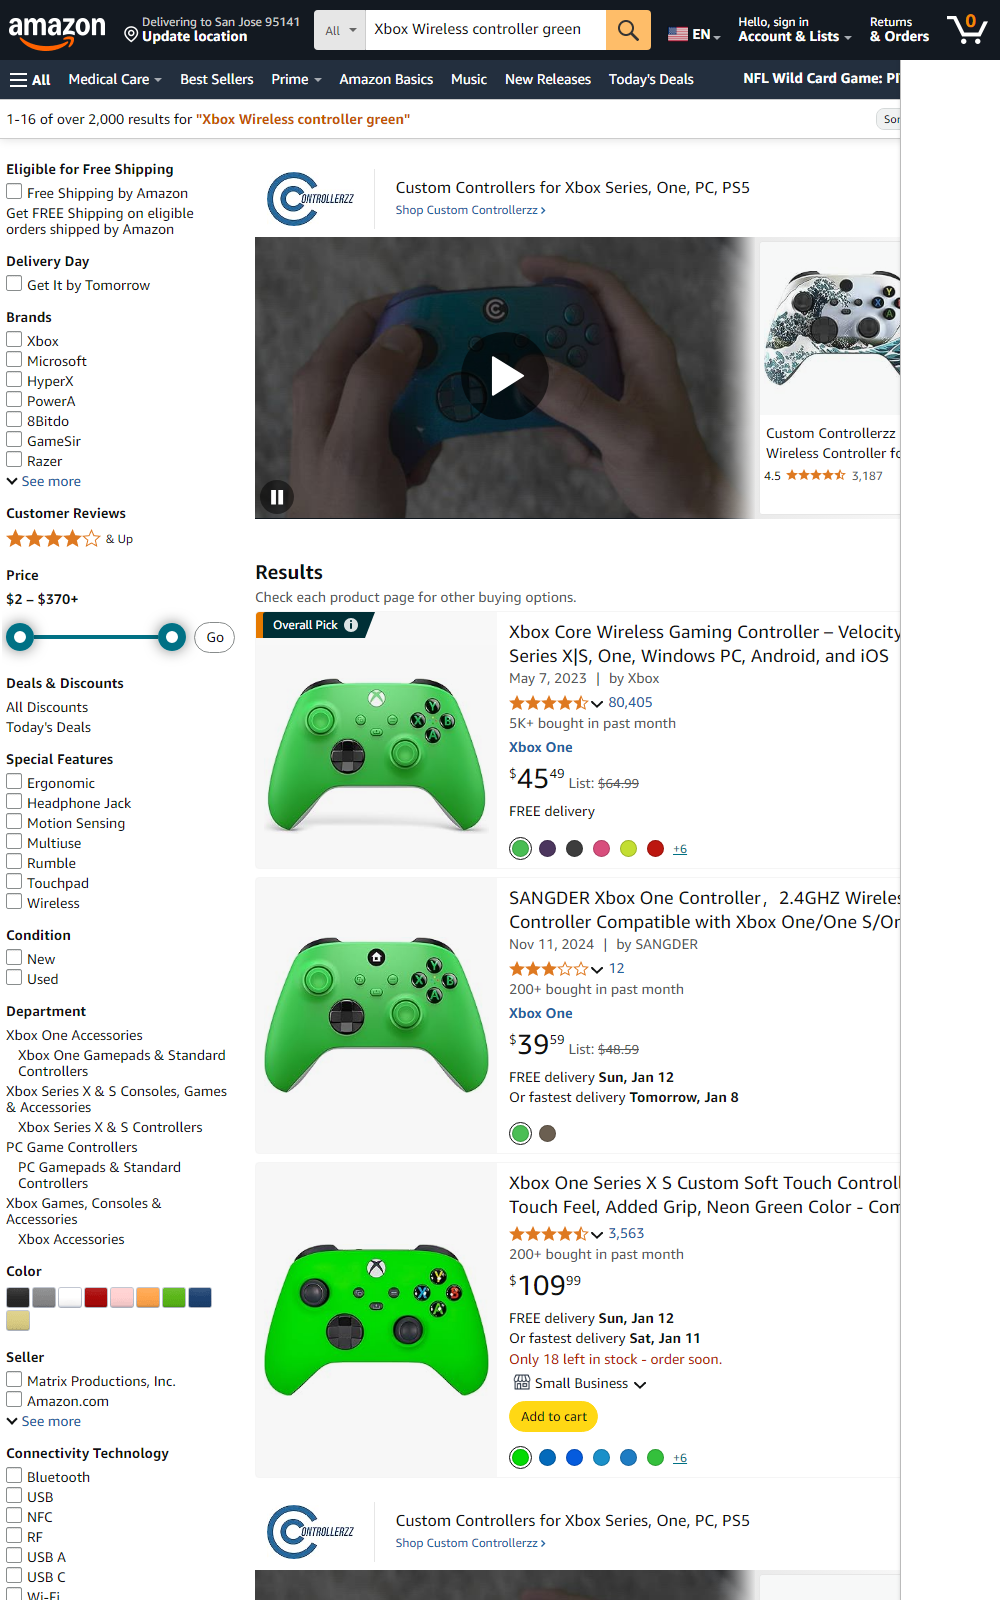 amazon
Delivering to San Jose 95141
Update location
All
Xbox Wireless controller green
EN
Hello, sign in
Account & Lists
Returns
& Orders
0
All
Medical Care
Best Sellers
Prime
Amazon Basics
Music
New Releases
Today's Deals
NFL Wild Card Game:
1-16 of over 2,000 results for "Xbox Wireless controller green"
Eligible for Free Shipping
Free Shipping by Amazon
Get FREE Shipping on eligible
orders shipped by Amazon
Delivery Day
Get It by Tomorrow
Brands
Xbox
Microsoft
HyperX
PowerA
8Bitdo
GameSir
Razer
See more
Customer Reviews
& Up
Price
$2 – $370+
Go
Deals & Discounts
All Discounts
Today's Deals
Special Features
Ergonomic
Headphone Jack
Motion Sensing
Multiuse
Rumble
Touchpad
Wireless
Condition
New
Used
Department
Xbox One Accessories
Xbox One Gamepads & Standard
Controllers
Xbox Series X & S Consoles, Games
& Accessories
Xbox Series X & S Controllers
PC Game Controllers
PC Gamepads & Standard
Controllers
Xbox Games, Consoles &
Accessories
Xbox Accessories
Color
Seller
Matrix Productions, Inc.
Amazon.com
See more
Connectivity Technology
Bluetooth
USB
NFC
RF
USB A
USB C
Wi-Fi
CONTROLLERZZ
Custom Controllers for Xbox Series, One, PC, PS5
Shop Custom Controllerzz ›
Custom Controllerzz
Wireless Controller
4.5 3,187
Results
Check each product page for other buying options.
Overall Pick
Xbox Core Wireless Gaming Controller – Velocity
Series X|S, One, Windows PC, Android, and iOS
May 7, 2023 | by Xbox
80,405
5K+ bought in past month
Xbox One
$45 49 List: $64.99
FREE delivery
+6
SANGDER Xbox One Controller，2.4GHZ
Controller Compatible with Xbox One/One
Nov 11, 2024 | by SANGDER
12
200+ bought in past month
Xbox One
$39 59 List: $48.59
FREE delivery Sun, Jan 12
Or fastest delivery Tomorrow, Jan 8
Xbox One Series X S Custom Soft Touch
Touch Feel, Added Grip, Neon Green Color -
3,563
200+ bought in past month
$109 99
FREE delivery Sun, Jan 12
Or fastest delivery Sat, Jan 11
Only 18 left in stock - order soon.
Small Business
Add to cart
+6
CONTROLLERZZ
Custom Controllers for Xbox Series, One, PC, PS5
Shop Custom Controllerzz ›